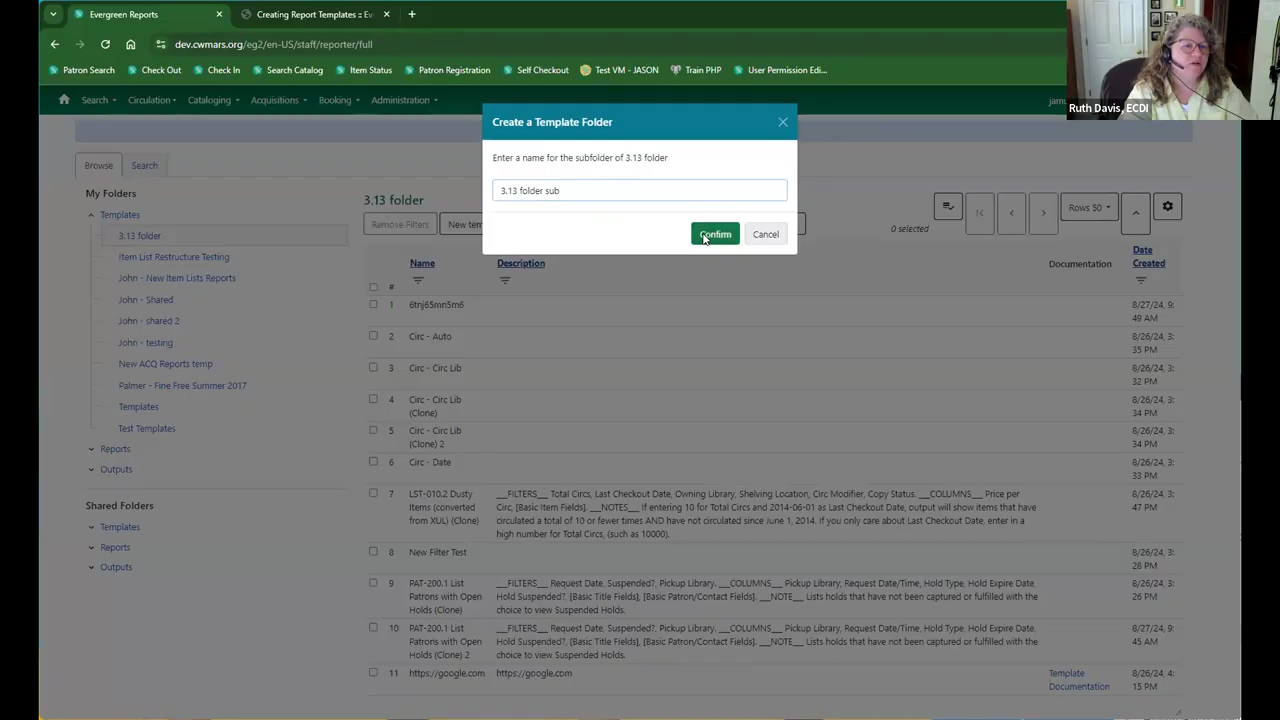 Evergreen Reports
Creating Report Templates :: Ev
dev.cwmars.org/eg2/en-US/staff/reporter/full
Patron Search
Check Out
Check In
Search Catalog
Item Status
Patron Registration
Self Checkout
Test VM - JASON
Train PHP
User Permission Edi...
Ruth Davis, ECDI
Search
Circulation
Cataloging
Acquisitions
Booking
Administration
Create a Template Folder
Enter a name for the subfolder of 3.13 folder
3.13 folder sub
Confirm
Cancel
Browse
Search
My Folders
Templates
3.13 folder
Item List Restructure Testing
John - New Item Lists Reports
John - Shared
John - shared 2
John - testing
New ACQ Reports temp
Palmer - Fine Free Summer 2017
Templates
Test Templates
Reports
Outputs
Shared Folders
Templates
Reports
Outputs
3.13 folder
Remove Filters
New tem
0 selected
Rows 50
# Name Description Documentation Date Created
1 6tnj65mn5m6 8/27/24, 9:
49 AM
2 Circ - Auto 8/26/24, 3:
35 PM
3 Circ - Circ Lib 8/26/24, 3:
32 PM
4 Circ - Circ Lib 8/26/24, 3:
(Clone) 34 PM
5 Circ - Circ Lib 8/26/24, 3:
(Clone) 2 34 PM
6 Circ - Date 8/26/24, 3:
33 PM
7 LST-010.2 Dusty ___FILTERS___ Total Circs, Last Checkout Date, Owning Library, Shelving Location, Circ Modifier, Copy Status. ___COLUMNS___ Price per 8/26/24, 3:
Items (converted Circ, [Basic Item Fields]. ___NOTES___ If entering 10 for Total Circs and 2014-06-01 as Last Checkout Date, output will show items that have 47 PM
from XUL) (Clone) circulated a total of 10 or fewer times AND have not circulated since June 1, 2014. If you only care about Last Checkout Date, enter in a
high number for Total Circs, (such as 10000).
8 New Filter Test 8/26/24, 3:
28 PM
9 PAT-200.1 List ___FILTERS___ Request Date, Suspended?, Pickup Library. ___COLUMNS___ Pickup Library, Request Date/Time, Hold Type, Hold Expire Date, 8/26/24, 3:
Patrons with Open Hold Suspended?, [Basic Title Fields], [Basic Patron/Contact Fields]. ___NOTE___ Lists holds that have not been captured or fulfilled with the 26 PM
Holds (Clone) choice to view Suspended Holds.
10 PAT-200.1 List ___FILTERS___ Request Date, Suspended?, Pickup Library. ___COLUMNS___ Pickup Library, Request Date/Time, Hold Type, Hold Expire Date, 8/27/24, 9:
Patrons with Open Hold Suspended?, [Basic Title Fields], [Basic Patron/Contact Fields]. ___NOTE___ Lists holds that have not been captured or fulfilled with the 45 AM
Holds (Clone) 2 choice to view Suspended Holds.
11 https://google.com https://google.com Template 8/26/24, 4:
Documentation 15 PM